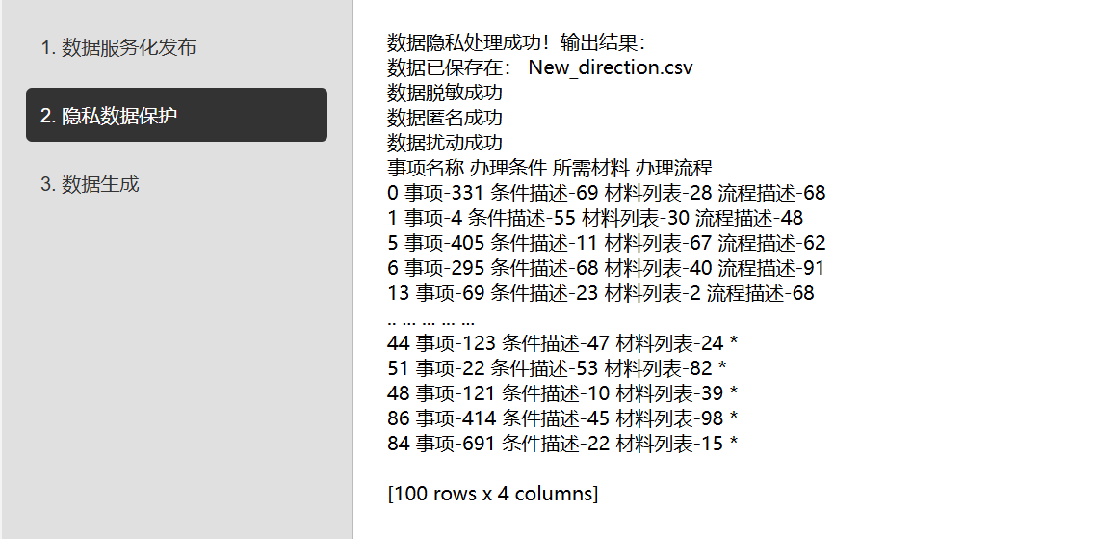 1. 数据服务化发布
2. 隐私数据保护
3. 数据生成
数据隐私处理成功！输出结果：
数据已保存在： New_direction.csv
数据脱敏成功
数据匿名成功
数据扰动成功
事项名称 办理条件 所需材料 办理流程
0 事项-331 条件描述-69 材料列表-28 流程描述-68
1 事项-4 条件描述-55 材料列表-30 流程描述-48
5 事项-405 条件描述-11 材料列表-67 流程描述-62
6 事项-295 条件描述-68 材料列表-40 流程描述-91
13 事项-69 条件描述-23 材料列表-2 流程描述-68
.. ... ... ... ...
44 事项-123 条件描述-47 材料列表-24 *
51 事项-22 条件描述-53 材料列表-82 *
48 事项-121 条件描述-10 材料列表-39 *
86 事项-414 条件描述-45 材料列表-98 *
84 事项-691 条件描述-22 材料列表-15 *
[100 rows x 4 columns]